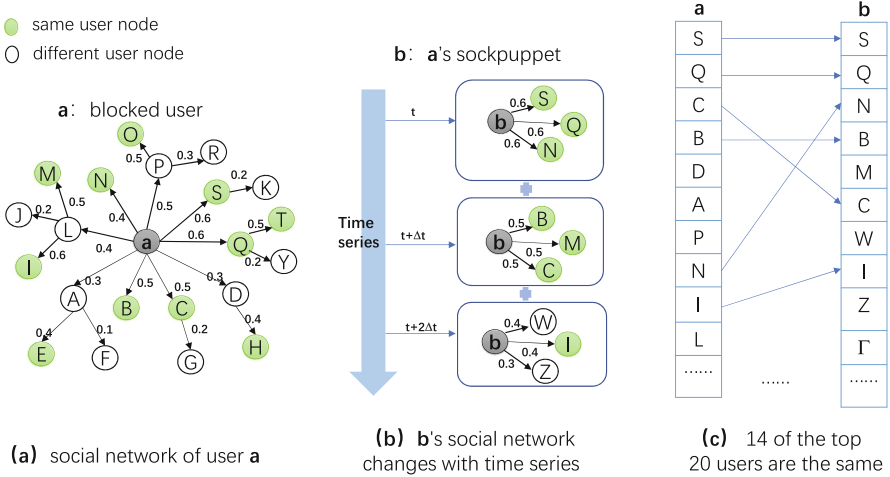 same user node
different user node
a: blocked user
O
P
R
0.5
0.3
M
N
S
K
0.2
0.5
0.4
0.5
0.6
J
0.2
L
0.5
T
a
0.6
Q
0.4
0.6
0.2
Y
I
0.3
A
0.5
0.5
0.3
D
B
C
0.4
0.1
0.2
0.4
E
F
G
H
(a) social network of user a
b: a's sockpuppet
Time
series
t
b
0.6
S
0.6
Q
0.6
N
t+Δt
b
0.5
B
0.5
M
0.5
C
t+2Δt
b
0.4
W
0.4
I
0.3
Z
(b) b's social network
changes with time series
a
b
S
S
Q
Q
C
N
B
B
D
M
A
C
P
W
N
I
I
Z
L
Γ
......
......
......
(c) 14 of the top
20 users are the same